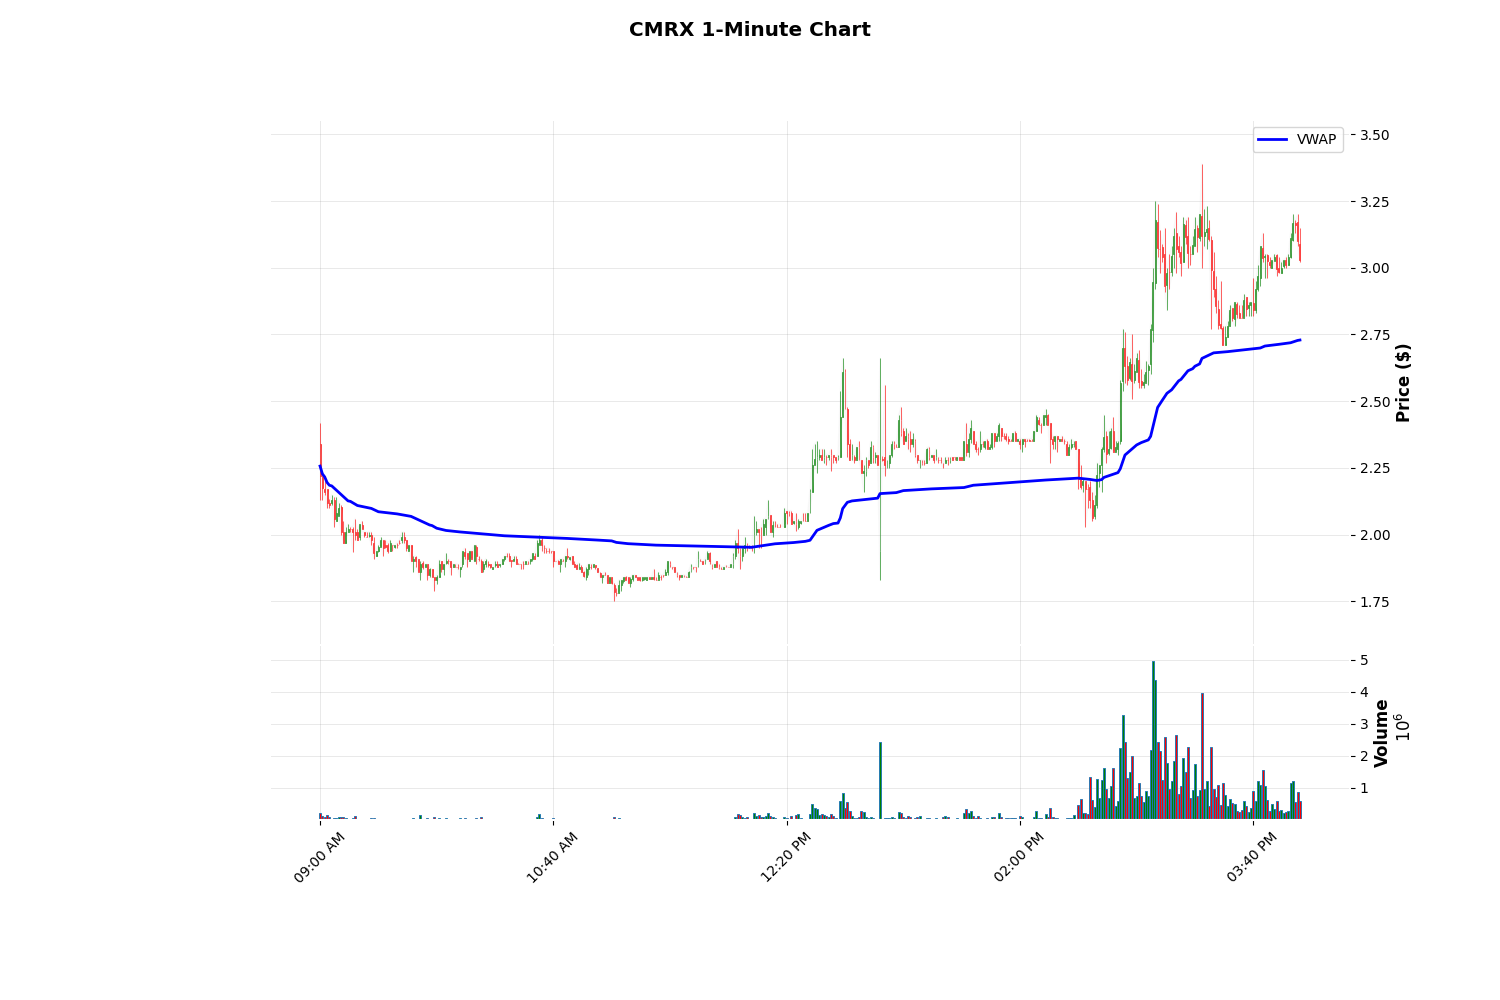 CMRX 1-Minute Chart
VWAP
3.50
3.25
3.00
2.75
2.50
2.25
2.00
1.75
Price ($)
5
4
3
2
1
Volume
10^6
09:00 AM
10:40 AM
12:20 PM
02:00 PM
03:40 PM